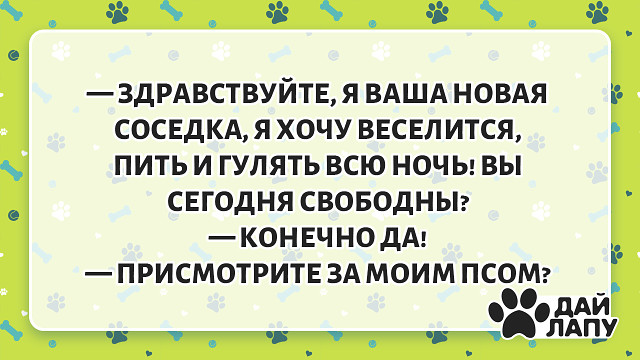 — ЗДРАВСТВУЙТЕ, Я ВАША НОВАЯ
СОСЕДКА, Я ХОЧУ ВЕСЕЛИТСЯ,
ПИТЬ И ГУЛЯТЬ ВСЮ НОЧЬ! ВЫ
СЕГОДНЯ СВОБОДНЫ?
— КОНЕЧНО ДА!
— ПРИСМОТРИТЕ ЗА МОИМ ПСОМ?
ДАЙ
ЛАПУ